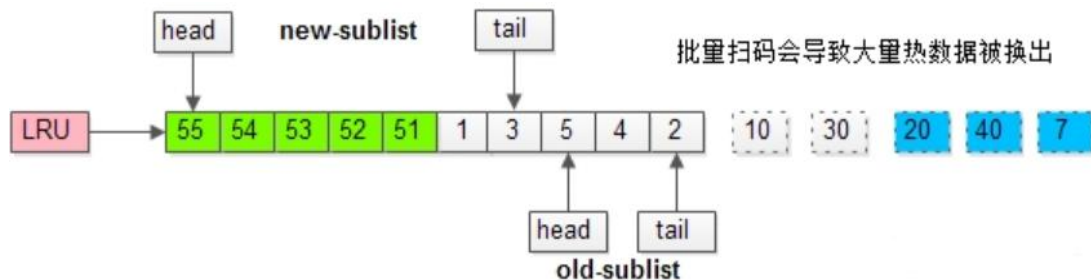 head new-sublist tail
批量扫码会导致大量热数据被换出
LRU 55 54 53 52 51 1 3 5 4 2 10 30 20 40 7
head tail
old-sublist